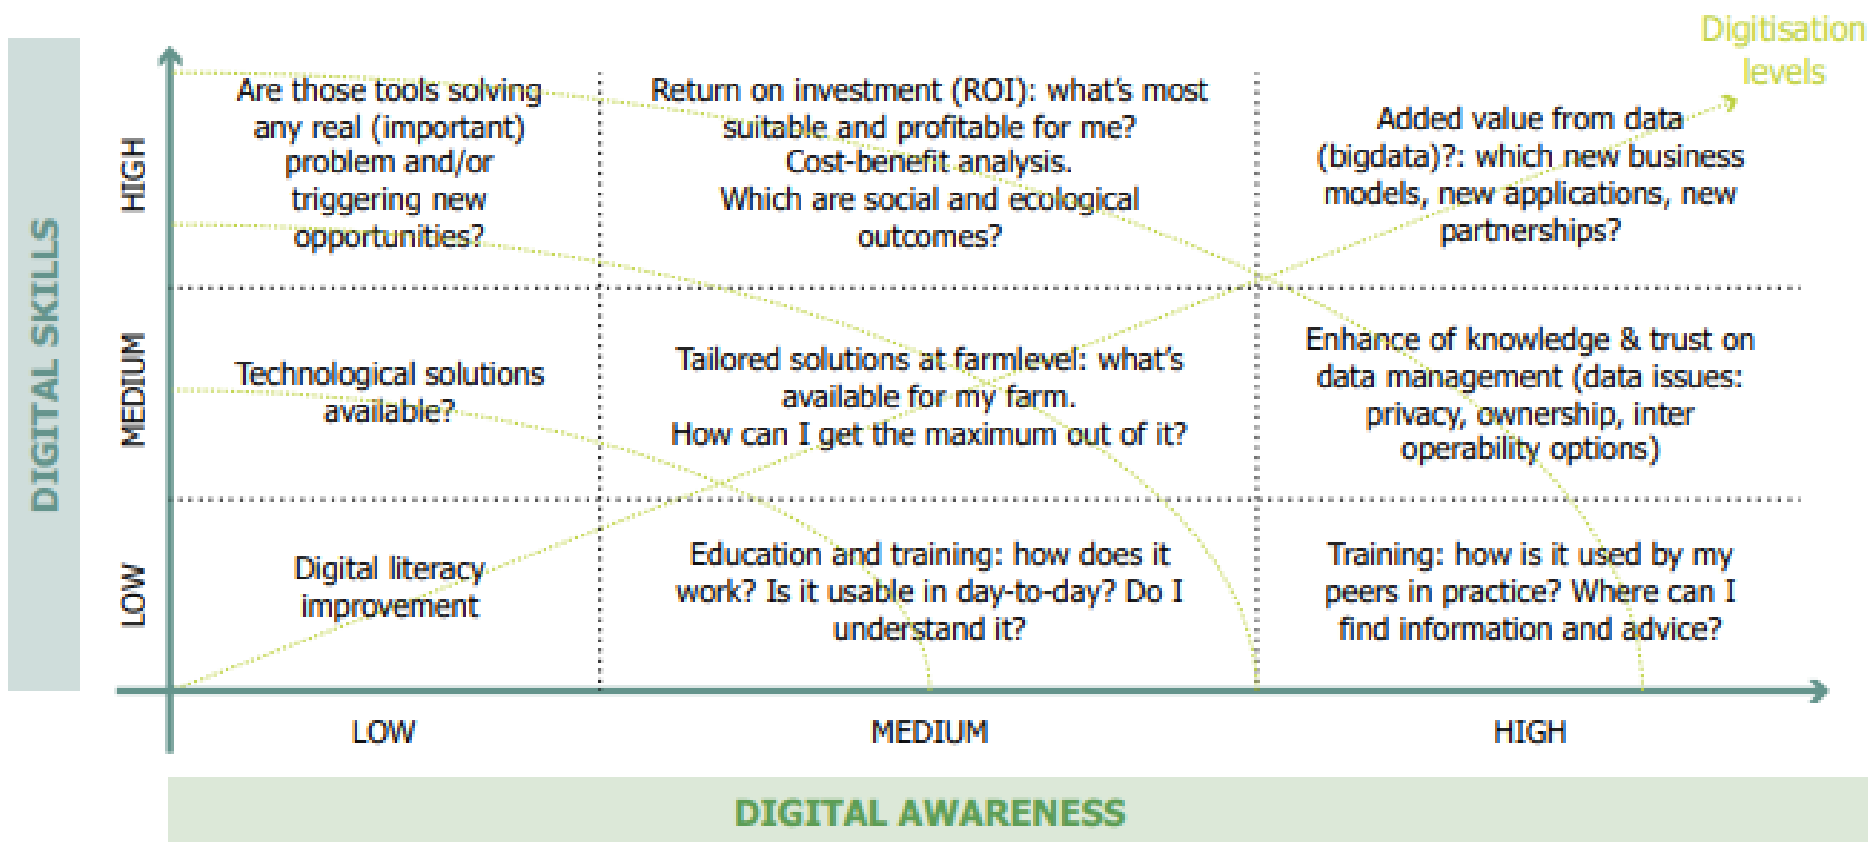 Digitisation
levels
DIGITAL SKILLS
HIGH
Are those tools solving
any real (important)
problem and/or
triggering new
opportunities?
Return on investment (ROI): what's most
suitable and profitable for me?
Cost-benefit analysis.
Which are social and ecological
outcomes?
Added value from data
(bigdata)?: which new business
models, new applications, new
partnerships?
MEDIUM
Technological solutions
available?
Tailored solutions at farmlevel: what's
available for my farm.
How can I get the maximum out of it?
Enhance of knowledge & trust on
data management (data issues:
privacy, ownership, inter
operability options)
LOW
Digital literacy
improvement
Education and training: how does it
work? Is it usable in day-to-day? Do I
understand it?
Training: how is it used by my
peers in practice? Where can I
find information and advice?
LOW
MEDIUM
HIGH
DIGITAL AWARENESS